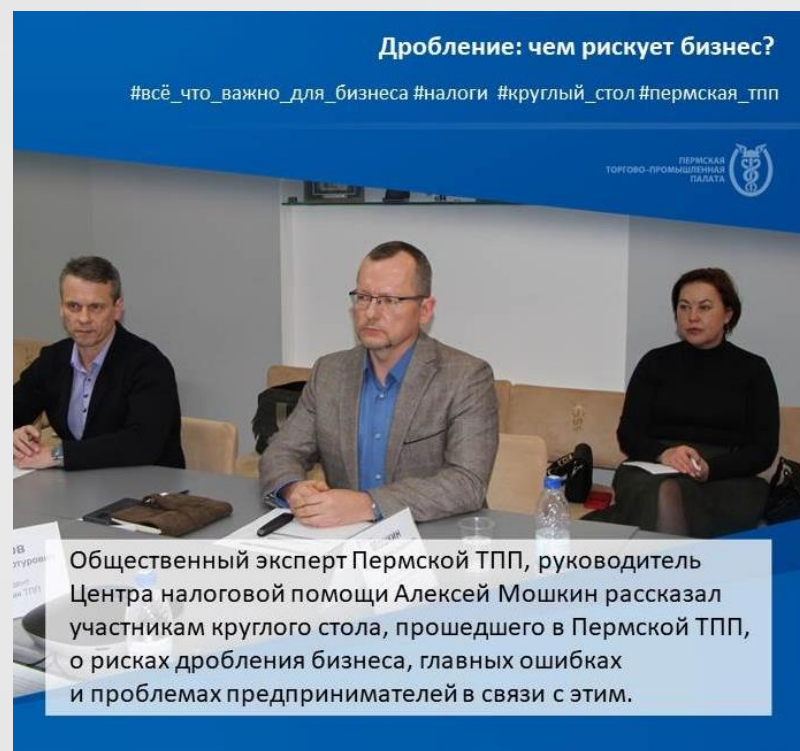 Дробление: чем рискует бизнес?
#всё_что_важно_для_бизнеса #налоги #круглый_стол #пермская_тпп
ПЕРМСКАЯ
ТОРГОВО-ПРОМЫШЛЕННАЯ
ПАЛАТА
Мошкин
Общественный эксперт Пермской ТПП, руководитель
Центра налоговой помощи Алексей Мошкин рассказал
участникам круглого стола, прошедшего в Пермской ТПП,
о рисках дробления бизнеса, главных ошибках
и проблемах предпринимателей в связи с этим.